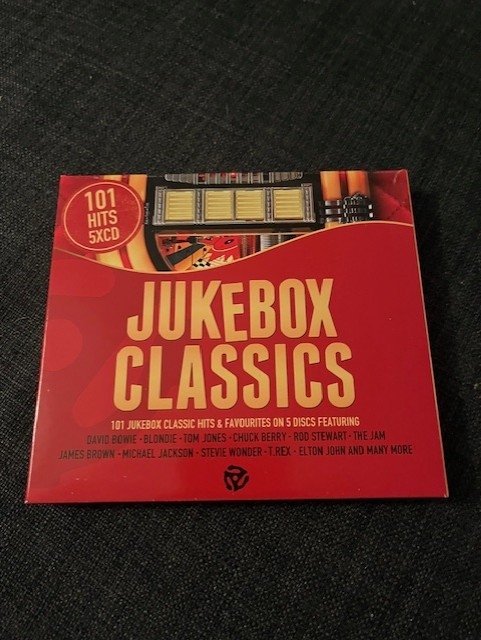 101
HITS
5XCD
JUKEBOX
CLASSICS
101 JUKEBOX CLASSIC HITS & FAVOURITES ON 5 DISCS FEATURING
DAVID BOWIE · BLONDIE · TOM JONES · CHUCK BERRY · ROD STEWART · THE JAM
JAMES BROWN · MICHAEL JACKSON · STEVIE WONDER · T.REX · ELTON JOHN AND MANY MORE